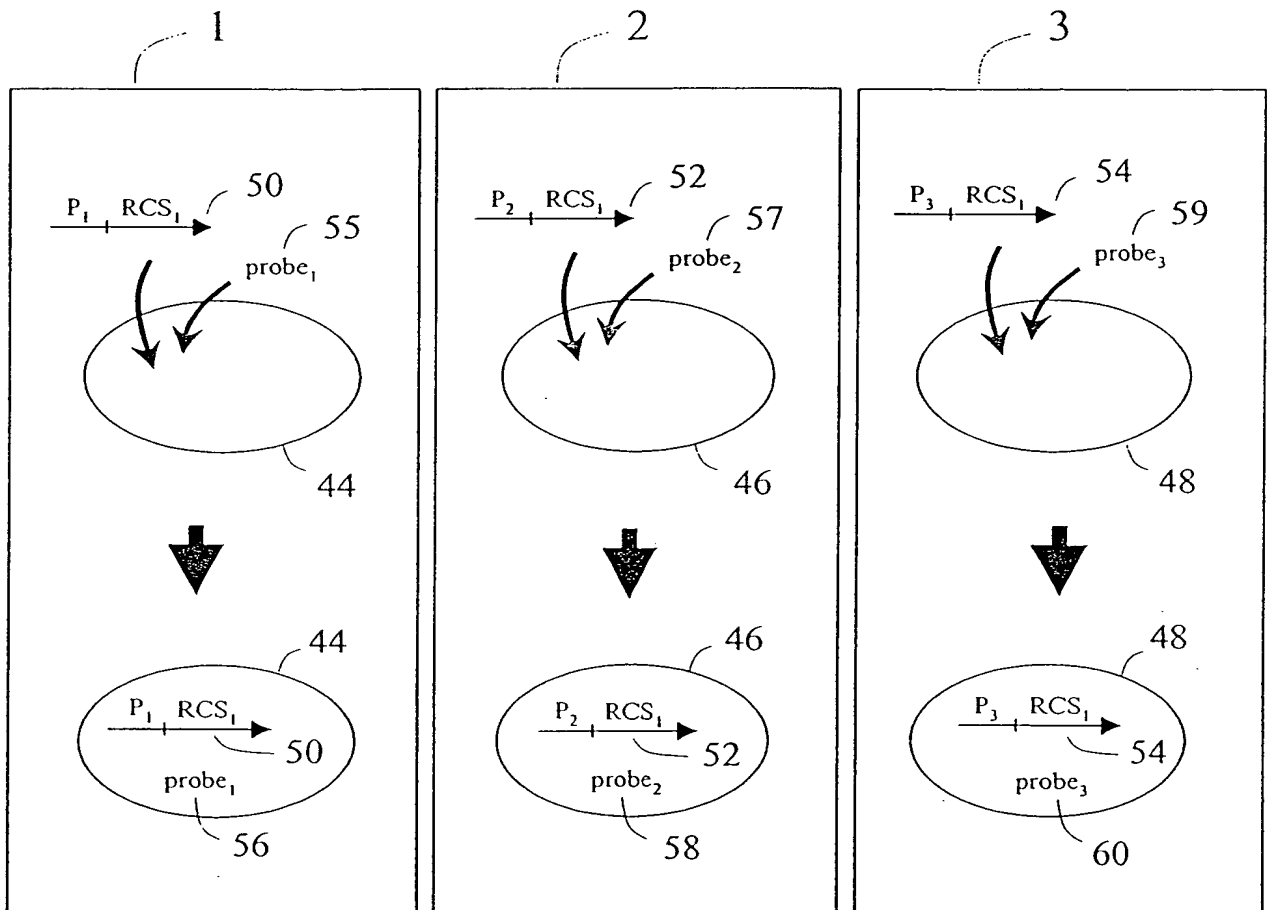 1
P₁ RCS₁ 50
55
probe₁
44
44
P₁ RCS₁
50
probe₁
56
2
P₂ RCS₁ 52
57
probe₂
46
46
P₂ RCS₁
52
probe₂
58
3
P₃ RCS₁ 54
59
probe₃
48
48
P₃ RCS₁
54
probe₃
60